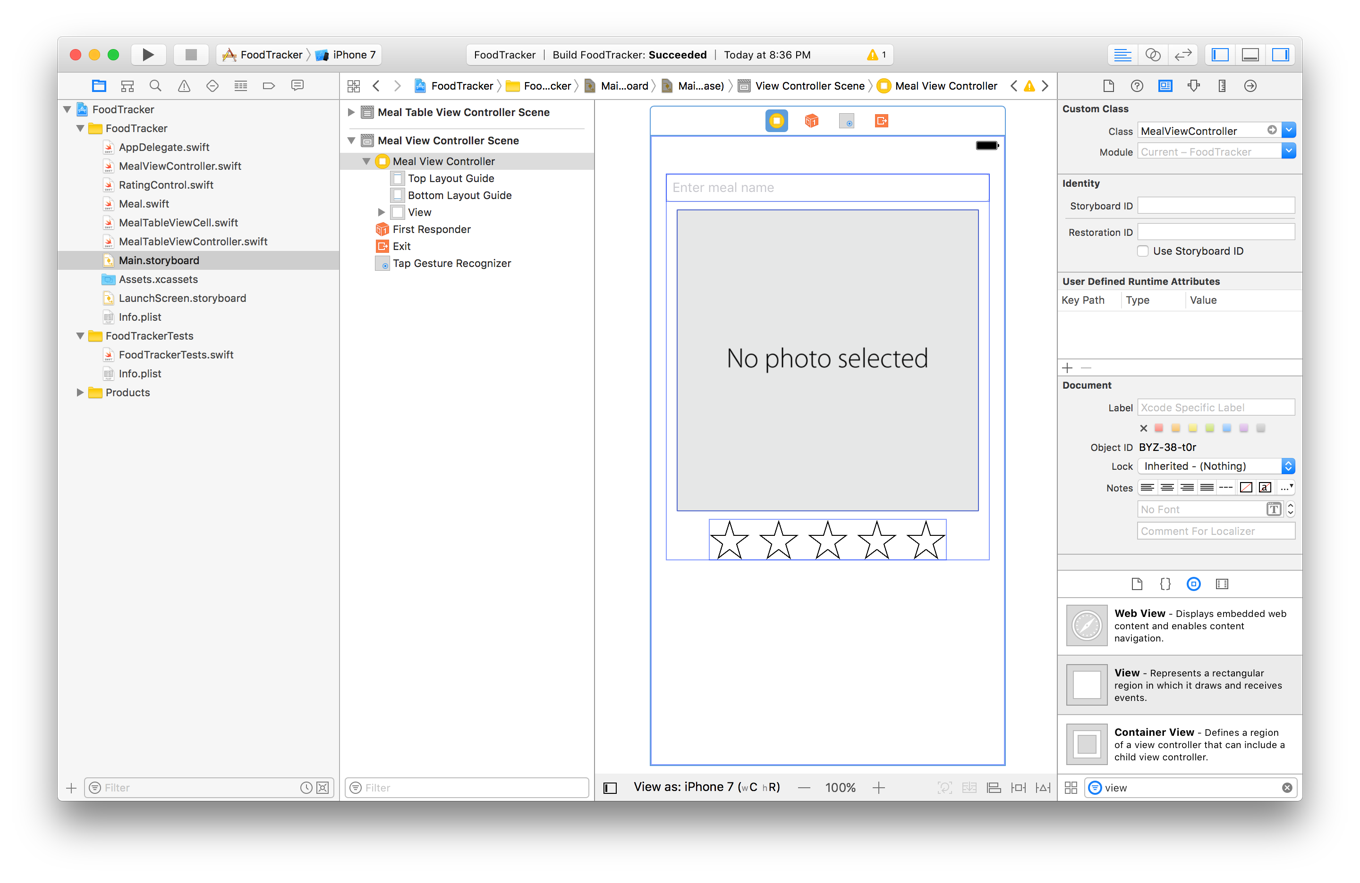 FoodTracker iPhone 7
FoodTracker | Build FoodTracker: Succeeded | Today at 8:36 PM 1
FoodTracker
FoodTracker
AppDelegate.swift
MealViewController.swift
RatingControl.swift
Meal.swift
MealTableViewCell.swift
MealTableViewController.swift
Main.storyboard
Assets.xcassets
LaunchScreen.storyboard
Info.plist
FoodTrackerTests
FoodTrackerTests.swift
Info.plist
Products
Filter
FoodTracker Foo...cker Mai...oard Mai...ase) View Controller Scene Meal View Controller
Meal Table View Controller Scene
Meal View Controller Scene
Meal View Controller
Top Layout Guide
Bottom Layout Guide
View
First Responder
Exit
Tap Gesture Recognizer
Filter
Enter meal name
No photo selected
View as: iPhone 7 (wC hR) — 100% +
Custom Class
Class MealViewController
Module Current – FoodTracker
Identity
Storyboard ID
Restoration ID
Use Storyboard ID
User Defined Runtime Attributes
Key Path Type Value
Document
Label Xcode Specific Label
Object ID BYZ-38-t0r
Lock Inherited - (Nothing)
Notes
No Font
Comment For Localizer
Web View - Displays embedded web
content and enables content
navigation.
View - Represents a rectangular
region in which it draws and receives
events.
Container View - Defines a region
of a view controller that can include a
child view controller.
view